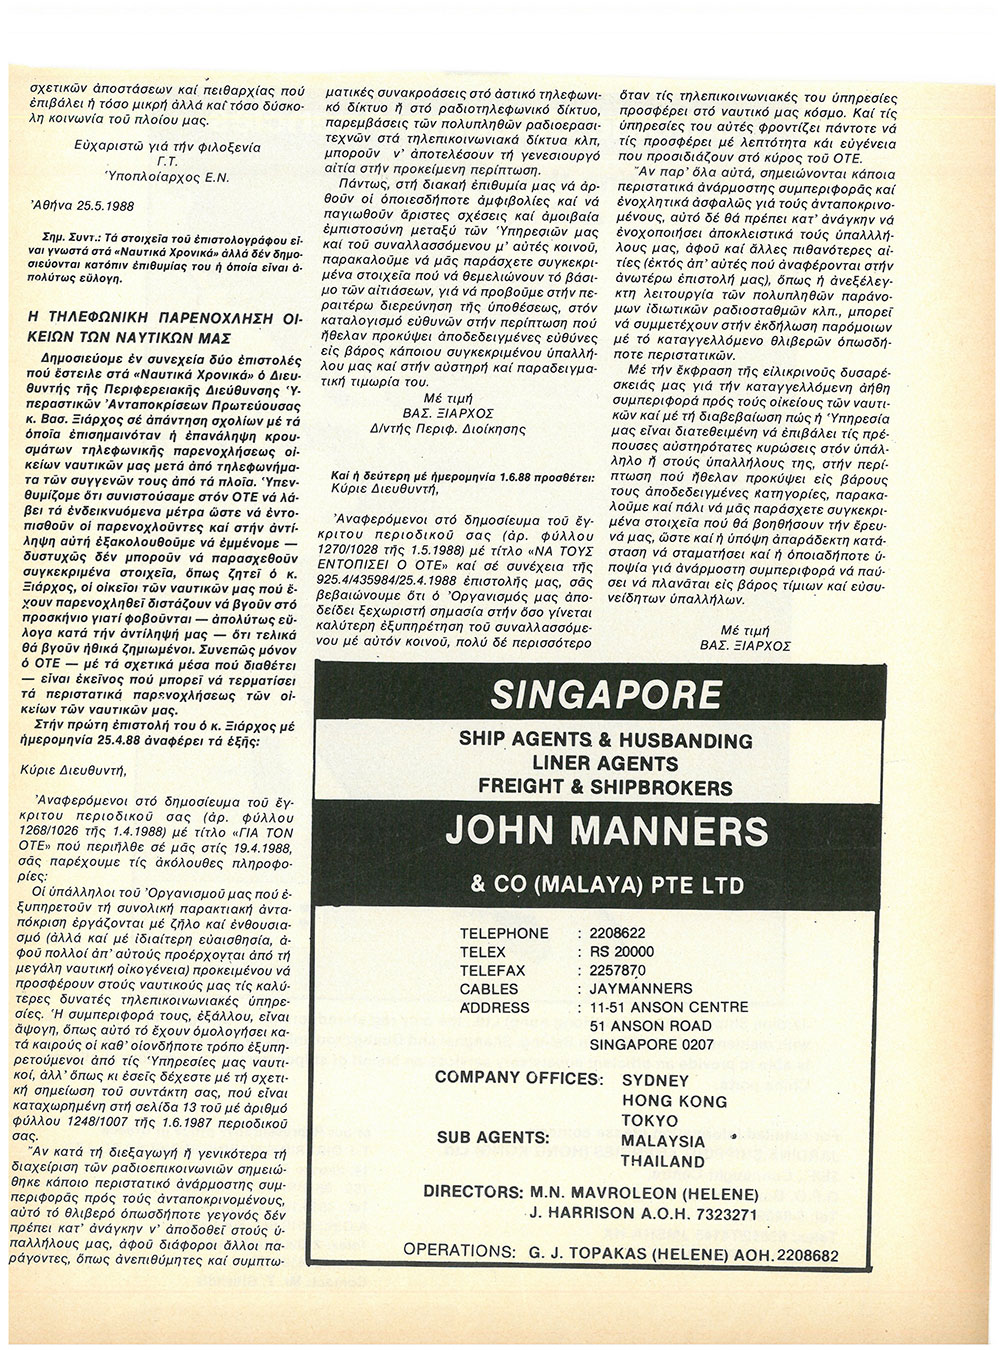 σχετικῶν ἀποστάσεων καί πειθαρχίας πού
ἐπιβάλει ἡ τόσο μικρή ἀλλά καί τόσο δύσκο-
λη κοινωνία τοῦ πλοίου μας.
Εὐχαριστῶ γιά τήν φιλοξενία
Γ.Τ.
Ὑποπλοίαρχος Ε.Ν.
Ἀθήνα 25.5.1988
Σημ. Συντ.: Τά στοιχεῖα τοῦ ἐπιστολογράφου εἶ-
ναι γνωστά στά «Ναυτικά Χρονικά» ἀλλά δέν δημο-
σιεύονται κατόπιν ἐπιθυμίας του ἡ ὁποία εἶναι ἀ-
πολύτως εὔλογη.
Η ΤΗΛΕΦΩΝΙΚΗ ΠΑΡΕΝΟΧΛΗΣΗ ΟΙ-
ΚΕΙΩΝ ΤΩΝ ΝΑΥΤΙΚΩΝ ΜΑΣ
Δημοσιεύομε ἐν συνεχεία δύο ἐπιστολές
πού ἔστειλε στά «Ναυτικά Χρονικά» ὁ Διευ-
θυντής τῆς Περιφερειακῆς Διεύθυνσης Ὑ-
περαστικῶν Ἀνταποκρίσεων Πρωτεύουσας
κ. Βασ. Ξιάρχος σέ ἀπάντηση σχολίων μέ τά
ὁποῖα ἐπισημαινόταν ἡ ἐπανάληψη κρου-
σμάτων τηλεφωνικῆς παρενοχλήσεως οἰ-
κείων ναυτικῶν μας μετά ἀπό τηλεφωνήμα-
τα τῶν συγγενῶν τους ἀπό τά πλοῖα. Ὑπεν-
θυμίζομε ὅτι συνιστούσαμε στόν ΟΤΕ νά λά-
βει τά ἐνδεικνυόμενα μέτρα ὥστε νά ἐντο-
πισθοῦν οἱ παρενοχλοῦντες καί στήν ἀντί-
ληψη αὐτή ἐξακολουθοῦμε νά ἐμμένομε —
δυστυχῶς δέν μποροῦν νά παρασχεθοῦν
συγκεκριμένα στοιχεῖα, ὅπως ζητεῖ ὁ κ.
Ξιάρχος, οἱ οἰκεῖοι τῶν ναυτικῶν μας πού ἔ-
χουν παρενοχληθεῖ διστάζουν νά βγοῦν στό
προσκήνιο γιατί φοβοῦνται — ἀπολύτως εὔ-
λογα κατά τήν ἀντίληψή μας — ὅτι τελικά
θά βγοῦν ἠθικά ζημιωμένοι. Συνεπῶς μόνον
ὁ ΟΤΕ — μέ τά σχετικά μέσα πού διαθέτει
— εἶναι ἐκεῖνος πού μπορεῖ νά τερματίσει
τά περιστατικά παρενοχλήσεως τῶν οἰ-
κείων τῶν ναυτικῶν μας.
Στήν πρώτη ἐπιστολή του ὁ κ. Ξιάρχος μέ
ἡμερομηνία 25.4.88 ἀναφέρει τά ἑξῆς:
Κύριε Διευθυντή,
Ἀναφερόμενοι στό δημοσίευμα τοῦ ἔγ-
κριτου περιοδικοῦ σας (ἀρ. φύλλου
1268/1026 τῆς 1.4.1988) μέ τίτλο «ΓΙΑ ΤΟΝ
ΟΤΕ» πού περιῆλθε σέ μᾶς στίς 19.4.1988,
σᾶς παρέχουμε τίς ἀκόλουθες πληροφο-
ρίες:
Οἱ ὑπάλληλοι τοῦ Ὀργανισμοῦ μας πού ἐ-
ξυπηρετοῦν τή συνολική παρακτιακή ἀντα-
πόκριση ἐργάζονται μέ ζῆλο καί ἐνθουσια-
σμό (ἀλλά καί μέ ἰδιαίτερη εὐαισθησία, ἀ-
φοῦ πολλοί ἀπ' αὐτούς προέρχονται ἀπό τή
μεγάλη ναυτική οἰκογένεια) προκειμένου νά
προσφέρουν στούς ναυτικούς μας τίς καλύ-
τερες δυνατές τηλεπικοινωνιακές ὑπηρε-
σίες. Ἡ συμπεριφορά τους, ἐξάλλου, εἶναι
ἄψογη, ὅπως αὐτό τό ἔχουν ὁμολογήσει κα-
τά καιρούς οἱ καθ' οἱονδήποτε τρόπο ἐξυπη-
ρετούμενοι ἀπό τίς Ὑπηρεσίες μας ναυτι-
κοί, ἀλλ' ὅπως κι ἐσεῖς δέχεστε μέ τή σχετι-
κή σημείωση τοῦ συντάκτη σας, πού εἶναι
καταχωρημένη στή σελίδα 13 τοῦ μέ ἀριθμό
φύλλου 1248/1007 τῆς 1.6.1987 περιοδικοῦ
σας.
Ἄν κατά τή διεξαγωγή ἤ γενικότερα τή
διαχείριση τῶν ραδιοεπικοινωνιῶν σημειώ-
θηκε κάποιο περιστατικό ἀνάρμοστης συμ-
περιφορᾶς πρός τούς ἀνταποκρινομένους,
αὐτό τό θλιβερό ὁπωσδήποτε γεγονός δέν
πρέπει κατ' ἀνάγκην ν' ἀποδοθεῖ στούς ὑ-
παλλήλους μας, ἀφοῦ διάφοροι ἄλλοι πα-
ράγοντες, ὅπως ἀνεπιθύμητες καί συμπτω-
ματικές συνακροάσεις στό ἀστικό τηλεφωνι-
κό δίκτυο ἤ στό ραδιοτηλεφωνικό δίκτυο,
παρεμβάσεις τῶν πολυπληθῶν ραδιοερασι-
τεχνῶν στά τηλεπικοινωνιακά δίκτυα κλπ,
μποροῦν ν' ἀποτελέσουν τή γενεσιουργό
αἰτία στήν προκείμενη περίπτωση.
Πάντως, στή διακαή ἐπιθυμία μας νά ἀρ-
θοῦν οἱ ὁποιεσδήποτε ἀμφιβολίες καί νά
παγιωθοῦν ἄριστες σχέσεις καί ἀμοιβαία
ἐμπιστοσύνη μεταξύ τῶν Ὑπηρεσιῶν μας
καί τοῦ συναλλασσόμενου μ' αὐτές κοινοῦ,
παρακαλοῦμε νά μᾶς παράσχετε συγκεκρι-
μένα στοιχεῖα πού νά θεμελιώνουν τό βάσι-
μο τῶν αἰτιάσεων, γιά νά προβοῦμε στήν πε-
ραιτέρω διερεύνηση τῆς ὑποθέσεως, στόν
καταλογισμό εὐθυνῶν στήν περίπτωση πού
ἤθελαν προκύψει ἀποδεδειγμένες εὐθύνες
εἰς βάρος κάποιου συγκεκριμένου ὑπαλλή-
λου μας καί στήν αὐστηρή καί παραδειγμα-
τική τιμωρία του.
Μέ τιμή
ΒΑΣ. ΞΙΑΡΧΟΣ
Δ/ντής Περιφ. Διοίκησης
Καί ἡ δεύτερη μέ ἡμερομηνία 1.6.88 προσθέτει:
Κύριε Διευθυντή,
Ἀναφερόμενοι στό δημοσίευμα τοῦ ἔγ-
κριτου περιοδικοῦ σας (ἀρ. φύλλου
1270/1028 τῆς 1.5.1988) μέ τίτλο «ΝΑ ΤΟΥΣ
ΕΝΤΟΠΙΣΕΙ Ο ΟΤΕ» καί σέ συνέχεια τῆς
925.4/435984/25.4.1988 ἐπιστολῆς μας, σᾶς
βεβαιώνουμε ὅτι ὁ Ὀργανισμός μας ἀπο-
δείδει ξεχωριστή σημασία στήν ὅσο γίνεται
καλύτερη ἐξυπηρέτηση τοῦ συναλλασσόμε-
νου μέ αὐτόν κοινοῦ, πολύ δέ περισσότερο
ὅταν τίς τηλεπικοινωνιακές του ὑπηρεσίες
προσφέρει στό ναυτικό μας κόσμο. Καί τίς
ὑπηρεσίες του αὐτές φροντίζει πάντοτε νά
τίς προσφέρει μέ λεπτότητα καί εὐγένεια
που προσιδιάζουν στό κύρος τοῦ ΟΤΕ.
Ἄν παρ' ὅλα αὐτά, σημειώνονται κάποια
περιστατικά ἀνάρμοστης συμπεριφορᾶς καί
ἐνοχλητικά ἀσφαλῶς γιά τούς ἀνταποκρινο-
μένους, αὐτό δέ θά πρέπει κατ' ἀνάγκην νά
ἐνοχοποιήσει ἀποκλειστικά τούς ὑπαλλλή-
λους μας, ἀφοῦ καί ἄλλες πιθανότερες αἰ-
τίες (ἐκτός ἀπ' αὐτές πού ἀναφέρονται στήν
ἀνωτέρω ἐπιστολή μας), ὅπως ἡ ἀνεξέλεγ-
κτη λειτουργία τῶν πολυπληθῶν παράνο-
μων ἰδιωτικῶν ραδιοσταθμῶν κλπ., μπορεῖ
νά συμμετέχουν στήν ἐκδήλωση παρόμοιων
μέ τό καταγγελλόμενο θλιβερῶν ὁπωσδή-
ποτε περιστατικῶν.
Μέ τήν ἔκφραση τῆς εἰλικρινοῦς δυσαρέ-
σκειάς μας γιά τήν καταγγελλόμενη ἀήθη
συμπεριφορά πρός τούς οἰκείους τῶν ναυτι-
κῶν καί μέ τή διαβεβαίωση πώς ἡ Ὑπηρεσία
μας εἶναι διατεθειμένη νά ἐπιβάλει τίς πρέ-
πουσες αὐστηρότατες κυρώσεις στόν ὑπάλ-
ληλο ἤ στούς ὑπαλλήλους της, στήν περί-
πτωση πού ἤθελαν προκύψει εἰς βάρους
τους ἀποδεδειγμένες κατηγορίες, παρακα-
λοῦμε καί πάλι νά μᾶς παράσχετε συγκεκρι-
μένα στοιχεῖα πού θά βοηθήσουν τήν ἔρευ-
νά μας, ὥστε καί ἡ ὑπόψη ἀπαράδεκτη κατά-
σταση νά σταματήσει καί ἡ ὁποιαδήποτε ὑ-
ποψία γιά ἀνάρμοστη συμπεριφορά νά παύ-
σει νά πλανᾶται εἰς βάρος τίμιων καί εὐσυ-
νείδητων ὑπαλλήλων.
Μέ τιμή
ΒΑΣ. ΞΙΑΡΧΟΣ
SINGAPORE
SHIP AGENTS & HUSBANDING
LINER AGENTS
FREIGHT & SHIPBROKERS
JOHN MANNERS
& CO (MALAYA) PTE LTD
TELEPHONE : 2208622
TELEX : RS 20000
TELEFAX : 2257870
CABLES : JAYMANNERS
ADDRESS : 11-51 ANSON CENTRE
51 ANSON ROAD
SINGAPORE 0207
COMPANY OFFICES: SYDNEY
HONG KONG
TOKYO
SUB AGENTS: MALAYSIA
THAILAND
DIRECTORS: M.N. MAVROLEON (HELENE)
J. HARRISON A.O.H. 7323271
OPERATIONS: G. J. TOPAKAS (HELENE) AOH. 2208682